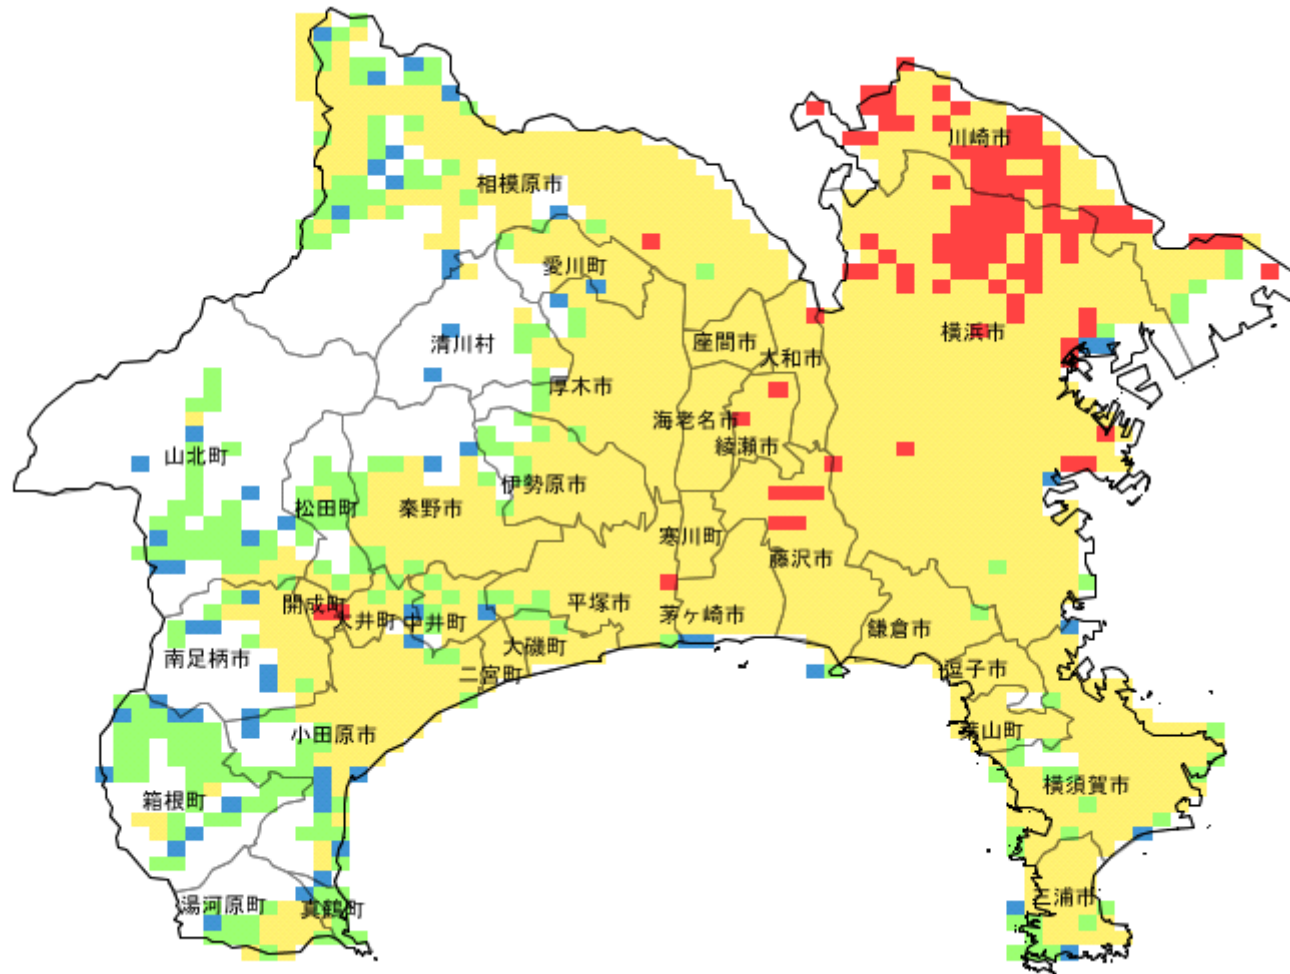 川崎市
相模原市
愛川町
横浜市
座間市
清川村
大和市
厚木市
海老名市
綾瀬市
山北町
伊勢原市
松田町
秦野市
寒川町
藤沢市
開成町
平塚市
茅ヶ崎市
大井町
中井町
鎌倉市
大磯町
南足柄市
逗子市
二宮町
葉山町
小田原市
横須賀市
箱根町
三浦市
湯河原町
真鶴町